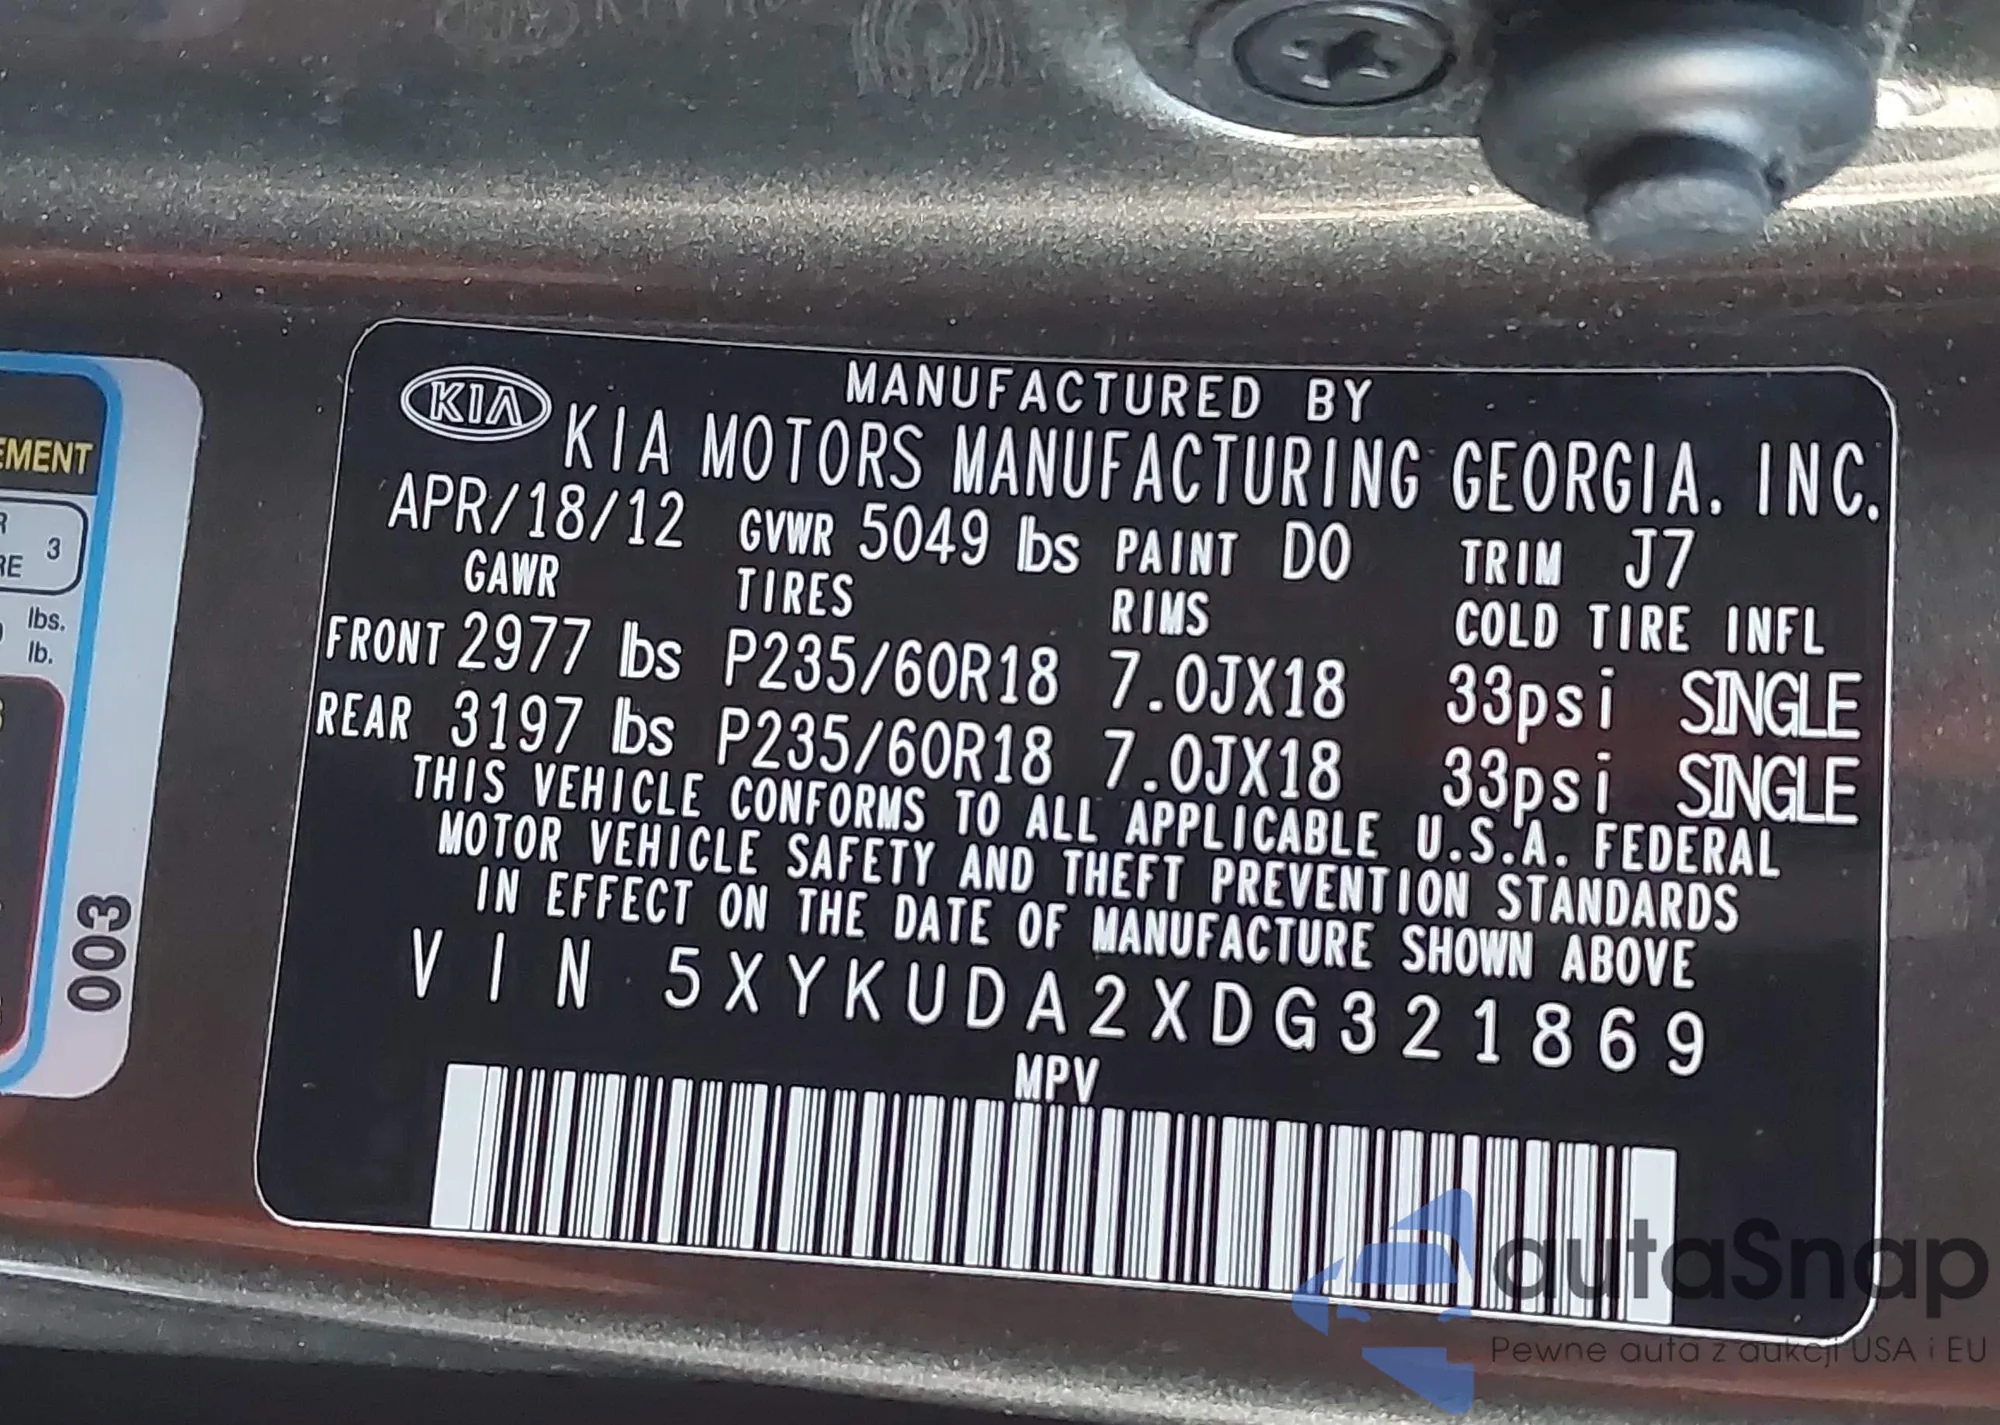 MANUFACTURED BY
KIA KIA MOTORS MANUFACTURING GEORGIA. INC.
APR/18/12 GVWR 5049 lbs PAINT D0 TRIM J7
GAWR TIRES RIMS COLD TIRE INFL
FRONT 2977 lbs P235/60R18 7.0JX18 33psi SINGLE
REAR 3197 lbs P235/60R18 7.0JX18 33psi SINGLE
THIS VEHICLE CONFORMS TO ALL APPLICABLE U.S.A. FEDERAL
MOTOR VEHICLE SAFETY AND THEFT PREVENTION STANDARDS
IN EFFECT ON THE DATE OF MANUFACTURE SHOWN ABOVE
VIN 5XYKUDA2XDG321869
MPV
EMENT
3
lbs.
lb.
003
autaSnap
Pewne auta z aukcji USA i EU